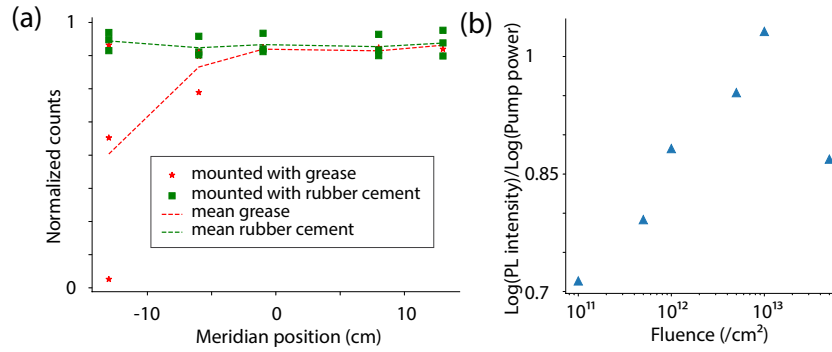 (a)
1
0
Normalized counts
mounted with grease
mounted with rubber cement
mean grease
mean rubber cement
-10
0
10
Meridian position (cm)
(b)
1
0.85
0.7
Log(PL intensity)/Log(Pump power)
10¹¹
10¹²
10¹³
Fluence (/cm²)